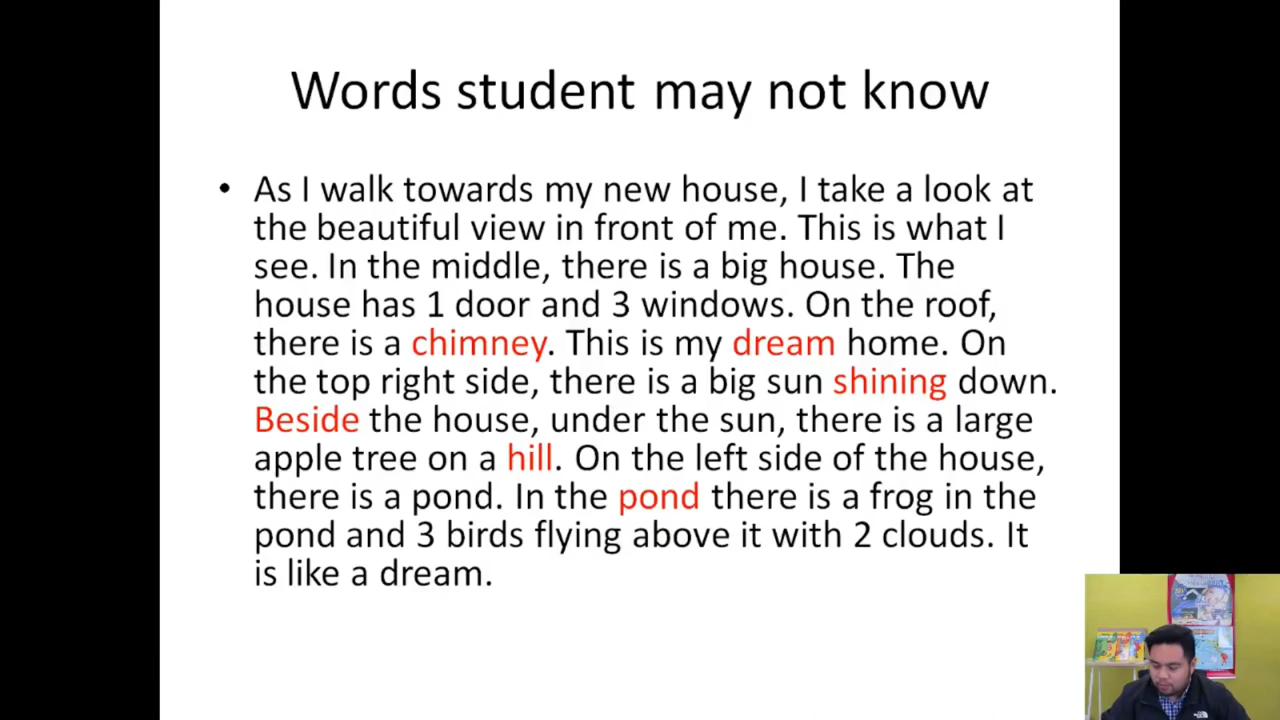 Words student may not know
• As I walk towards my new house, I take a look at
the beautiful view in front of me. This is what I
see. In the middle, there is a big house. The
house has 1 door and 3 windows. On the roof,
there is a chimney. This is my dream home. On
the top right side, there is a big sun shining down.
Beside the house, under the sun, there is a large
apple tree on a hill. On the left side of the house,
there is a pond. In the pond there is a frog in the
pond and 3 birds flying above it with 2 clouds. It
is like a dream.